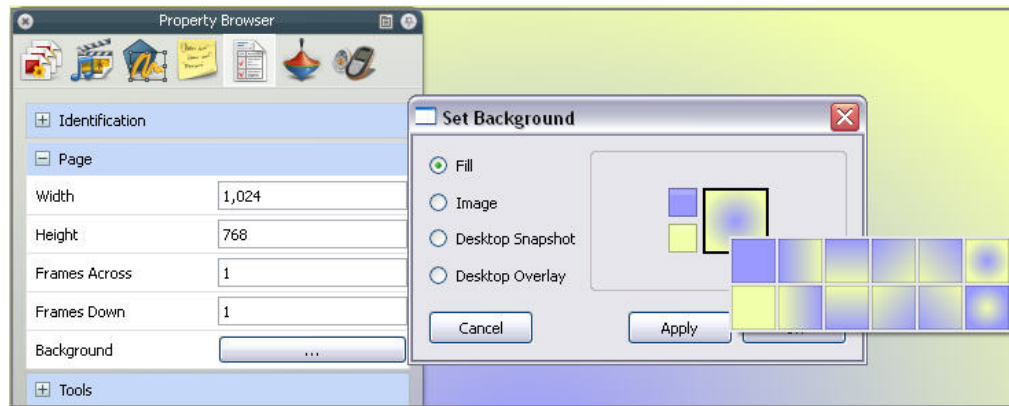 Property Browser
Identification
Page
Width 1,024
Height 768
Frames Across 1
Frames Down 1
Background ...
Tools
Set Background
Fill
Image
Desktop Snapshot
Desktop Overlay
Cancel Apply